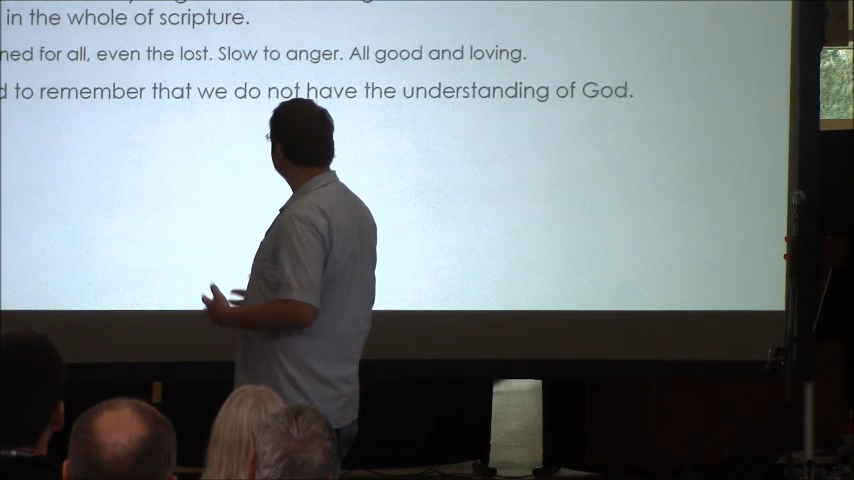 in the whole of scripture.
ned for all, even the lost. Slow to anger. All good and loving.
d to remember that we do not have the understanding of God.